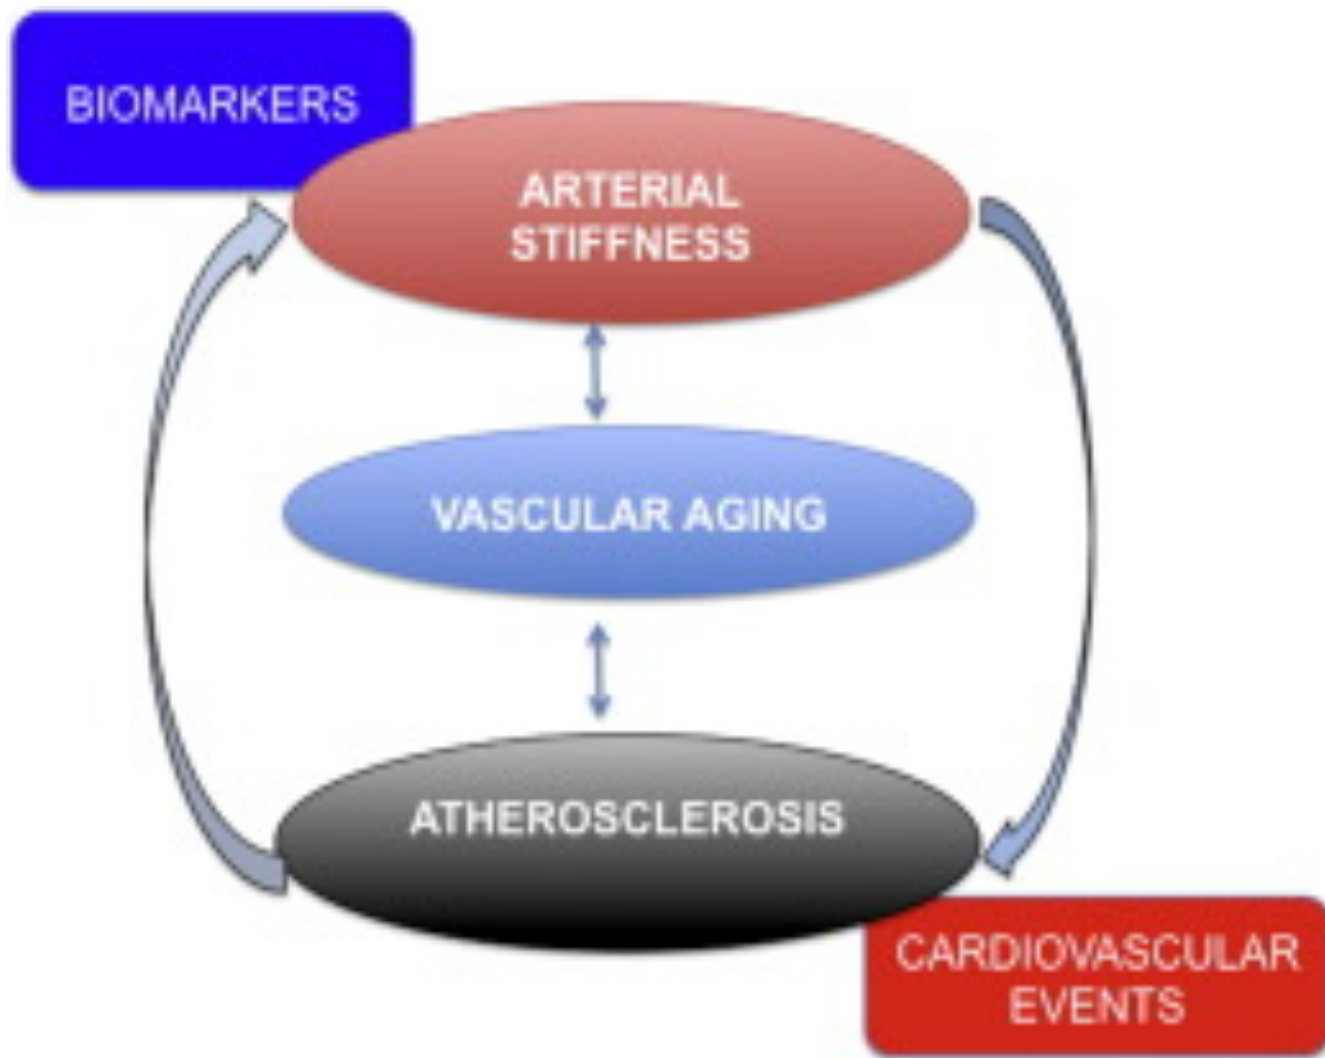 BIOMARKERS
ARTERIAL
STIFFNESS
VASCULAR AGING
ATHEROSCLEROSIS
CARDIOVASCULAR
EVENTS